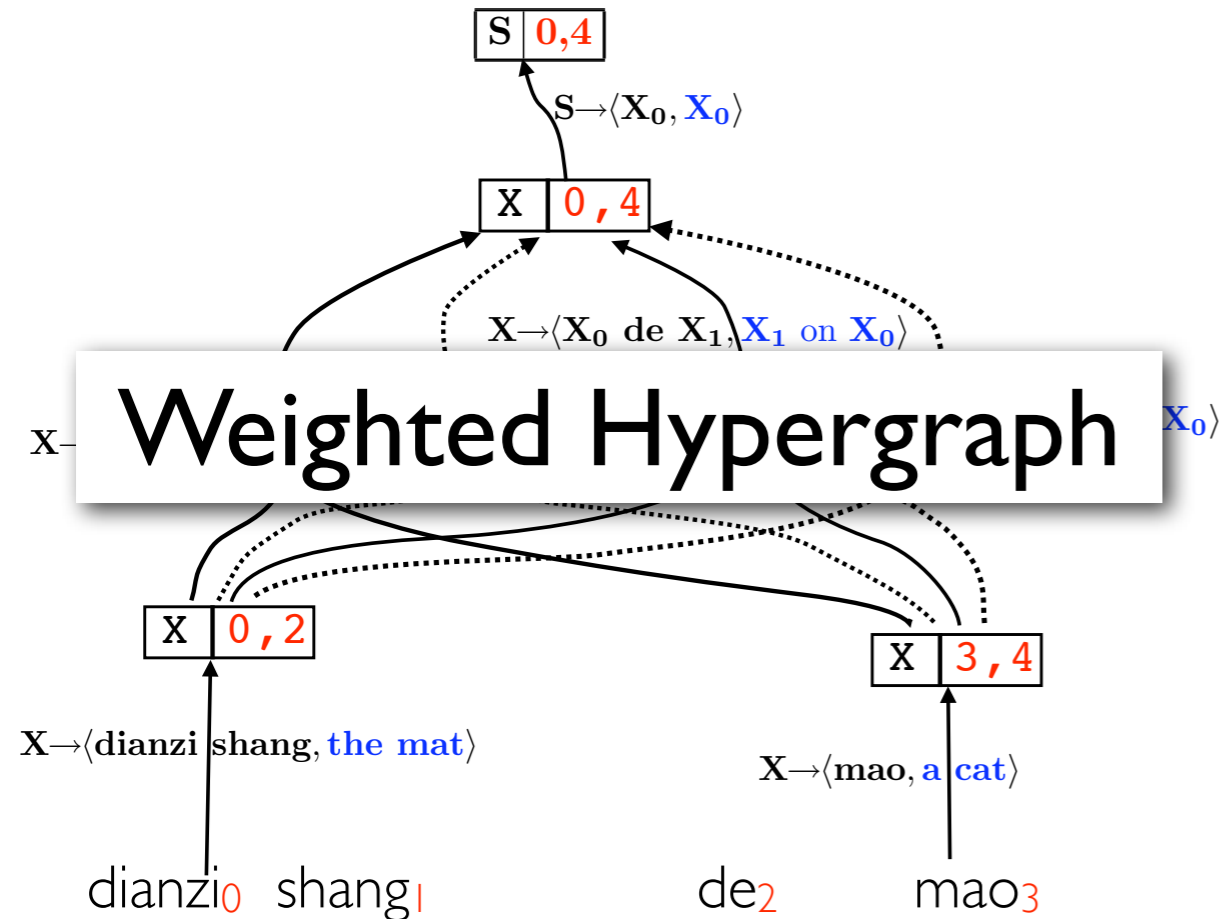 S 0,4
S→⟨X₀, X₀⟩
X 0,4
X→⟨X₀ de X₁, X₁ on X₀⟩
X→
Weighted Hypergraph
X₀⟩
X 0,2
X 3,4
X→⟨dianzi shang, the mat⟩
X→⟨mao, a cat⟩
dianzi₀ shang₁ de₂ mao₃